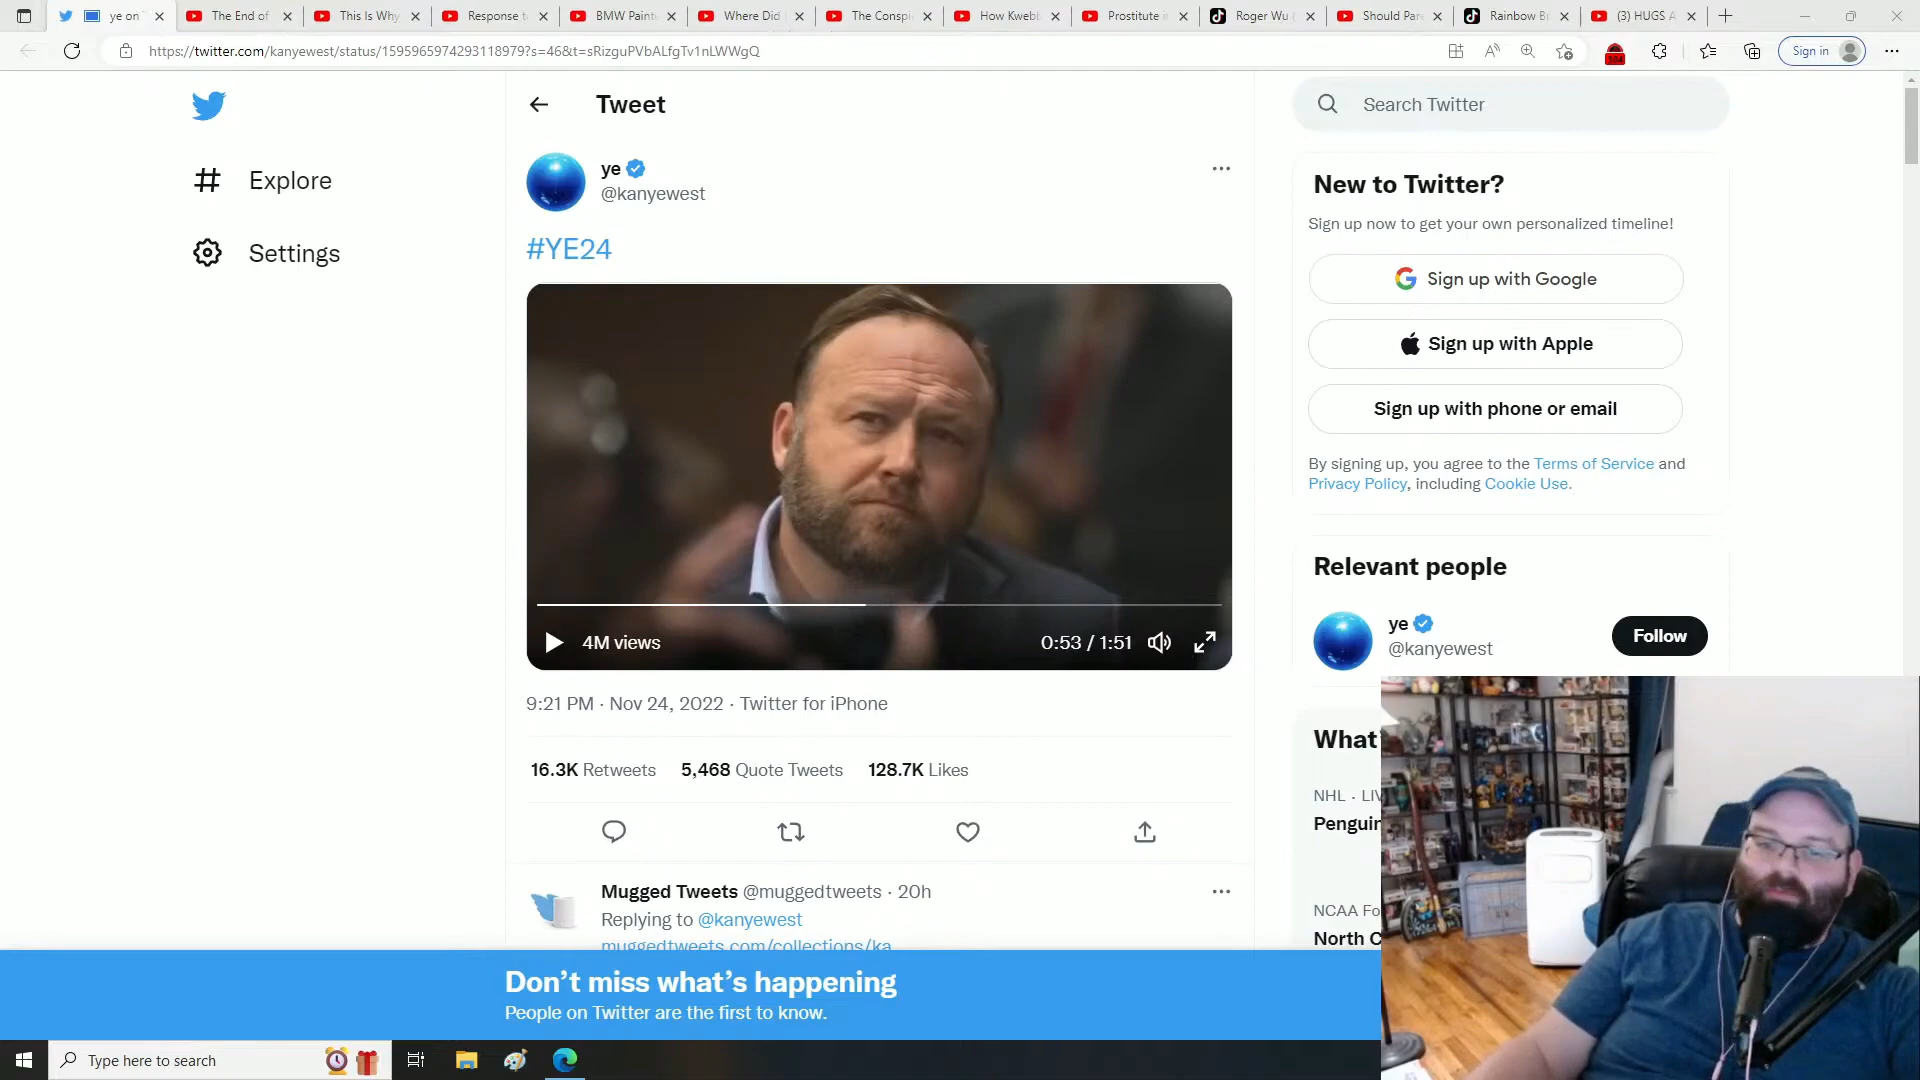 ye on
The End of
This Is Why
Response t
BMW Paint
Where Did
The Conspi
How Kweb
Prostitute i
Roger Wu
Should Par
Rainbow B
(3) HUGS A
https://twitter.com/kanyewest/status/1595965974293118979?s=46&t=sRizguPVbALfgTv1nLWWgQ
Sign in
Explore
Settings
Tweet
ye
@kanyewest
#YE24
4M views
0:53 / 1:51
9:21 PM · Nov 24, 2022 · Twitter for iPhone
16.3K Retweets 5,468 Quote Tweets 128.7K Likes
Mugged Tweets @muggedtweets · 20h
Replying to @kanyewest
muggedtweets.com/collections/ka
Search Twitter
New to Twitter?
Sign up now to get your own personalized timeline!
Sign up with Google
Sign up with Apple
Sign up with phone or email
By signing up, you agree to the Terms of Service and
Privacy Policy, including Cookie Use.
Relevant people
ye
@kanyewest
Follow
What'
NHL · LIV
Penguin
NCAA Fo
North C
Don’t miss what’s happening
People on Twitter are the first to know.
Type here to search